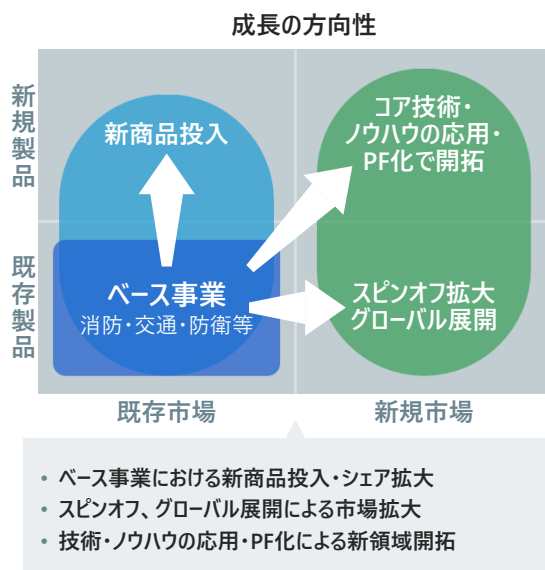 成長の方向性
新規製品
新商品投入
コア技術・
ノウハウの応用・
PF化で開拓
既存製品
ベース事業
消防・交通・防衛等
スピンオフ拡大
グローバル展開
既存市場
新規市場
• ベース事業における新商品投入・シェア拡大
• スピンオフ、グローバル展開による市場拡大
• 技術・ノウハウの応用・PF化による新領域開拓